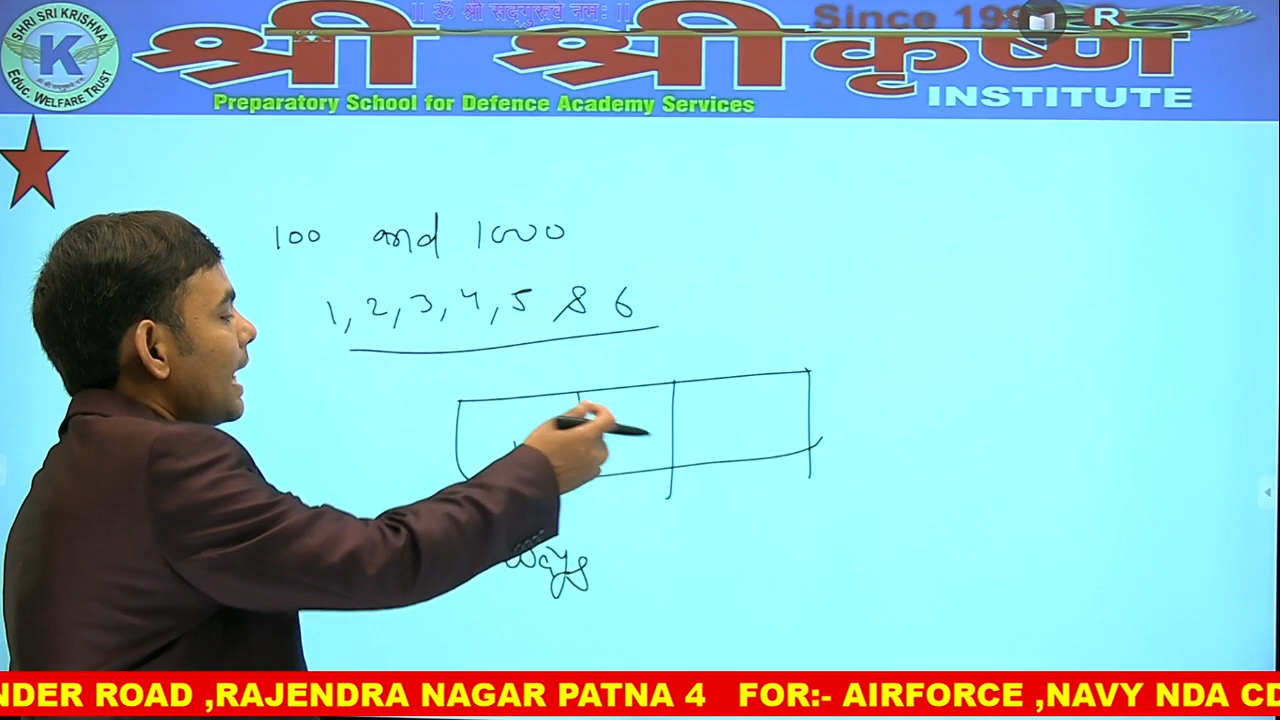 || ॐ श्री सद्गुरूवे नमः ||
Since 199
R
SHRI SRI KRISHNA
K
Educ. WELFARE TRUST
श्री श्री कृष्ण
Preparatory School for Defence Academy Services
INSTITUTE
100 and 1000
1, 2, 3, 4, 5 & 6
ways
NDER ROAD ,RAJENDRA NAGAR PATNA 4 FOR:- AIRFORCE ,NAVY NDA CD